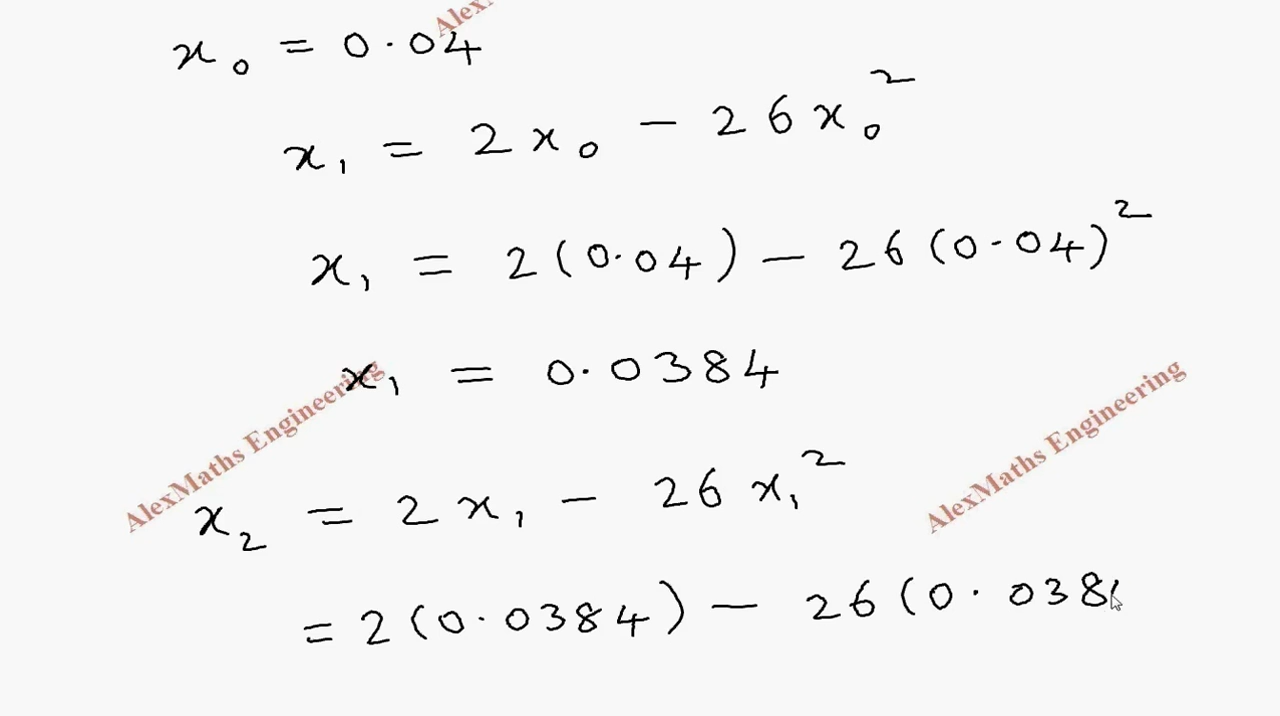 x₀ = 0.04
x₁ = 2x₀ - 26x₀²
x₁ = 2(0.04) - 26(0.04)²
x₁ = 0.0384
x₂ = 2x₁ - 26x₁²
= 2(0.0384) - 26(0.038
AlexMaths Engineering
AlexMaths Engineering